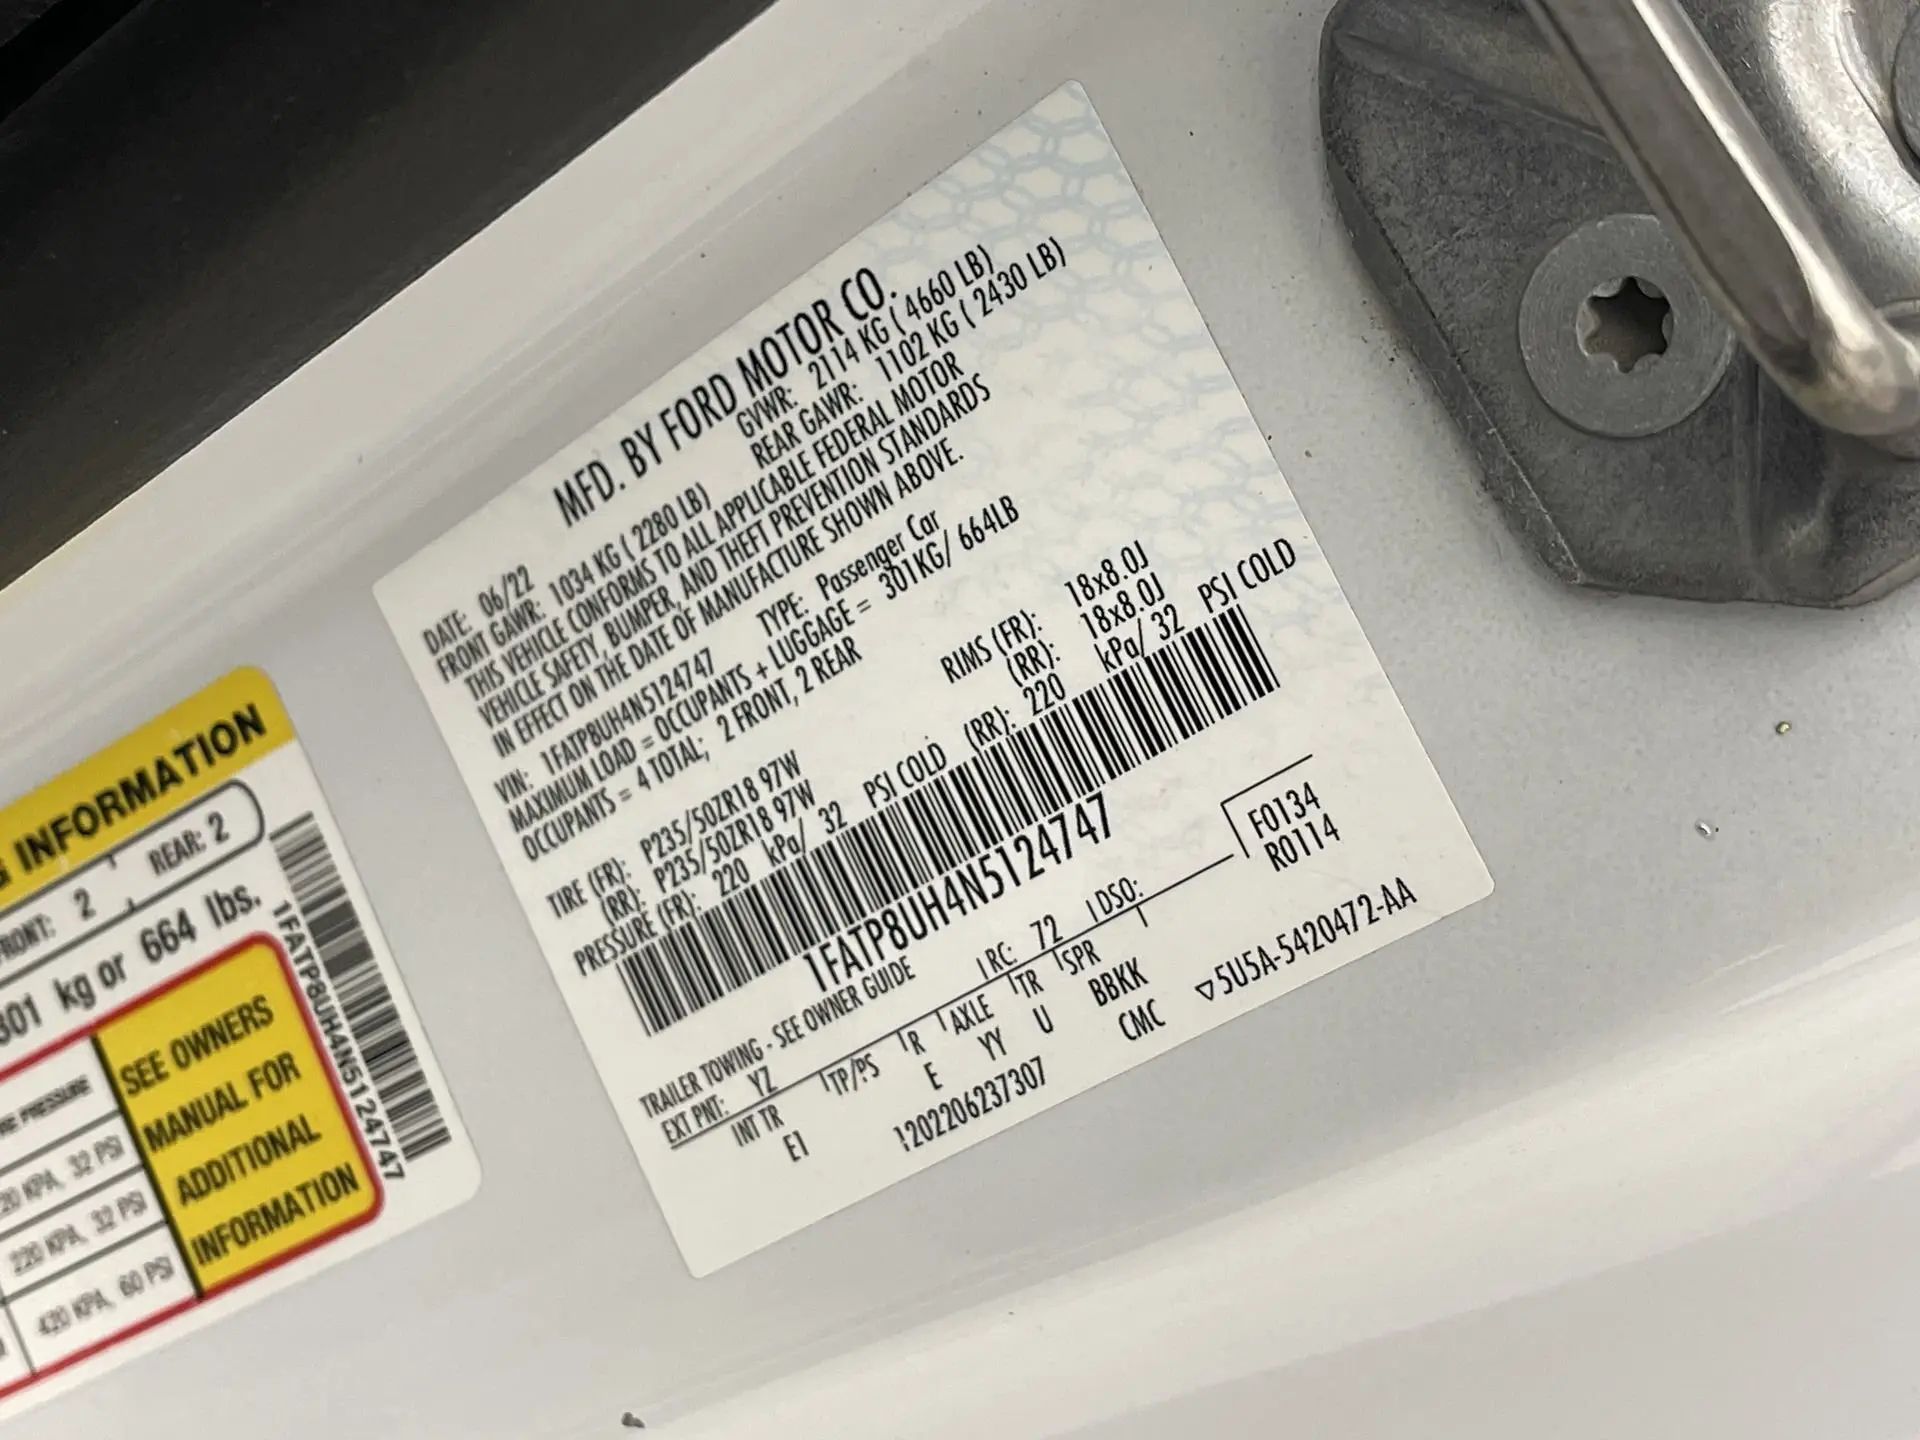 MFD. BY FORD MOTOR CO.
DATE: 06/22 GVWR: 2114 KG ( 4660 LB)
FRONT GAWR: 1034 KG ( 2280 LB) REAR GAWR: 1102 KG ( 2430 LB)
THIS VEHICLE CONFORMS TO ALL APPLICABLE FEDERAL MOTOR
VEHICLE SAFETY, BUMPER, AND THEFT PREVENTION STANDARDS
IN EFFECT ON THE DATE OF MANUFACTURE SHOWN ABOVE.
VIN: 1FATP8UH4N5124747 TYPE: Passenger Car
MAXIMUM LOAD = OCCUPANTS + LUGGAGE = 301KG/ 664LB
OCCUPANTS = 4 TOTAL; 2 FRONT, 2 REAR
TIRE (FR): P235/50ZR18 97W RIMS (FR): 18x8.0J
(RR): P235/50ZR18 97W (RR): 18x8.0J
PRESSURE (FR): 220 kPa/ 32 PSI COLD (RR): 220 kPa/ 32 PSI COLD
1FATP8UH4N5124747
TRAILER TOWING - SEE OWNER GUIDE
EXT PNT: YZ RC: 72 DSO:
F0134
R0114
INT TR TP/PS R AXLE TR SPR
E1 E YY U BBKK
1202206237307 CMC
▽5U5A-5420472-AA
INFORMATION
FRONT: 2 , REAR: 2
301 kg or 664 lbs.
1FATP8UH4N5124747
PRESSURE
32 PSI
220 KPA, 32 PSI
420 KPA, 60 PSI
SEE OWNERS
MANUAL FOR
ADDITIONAL
INFORMATION